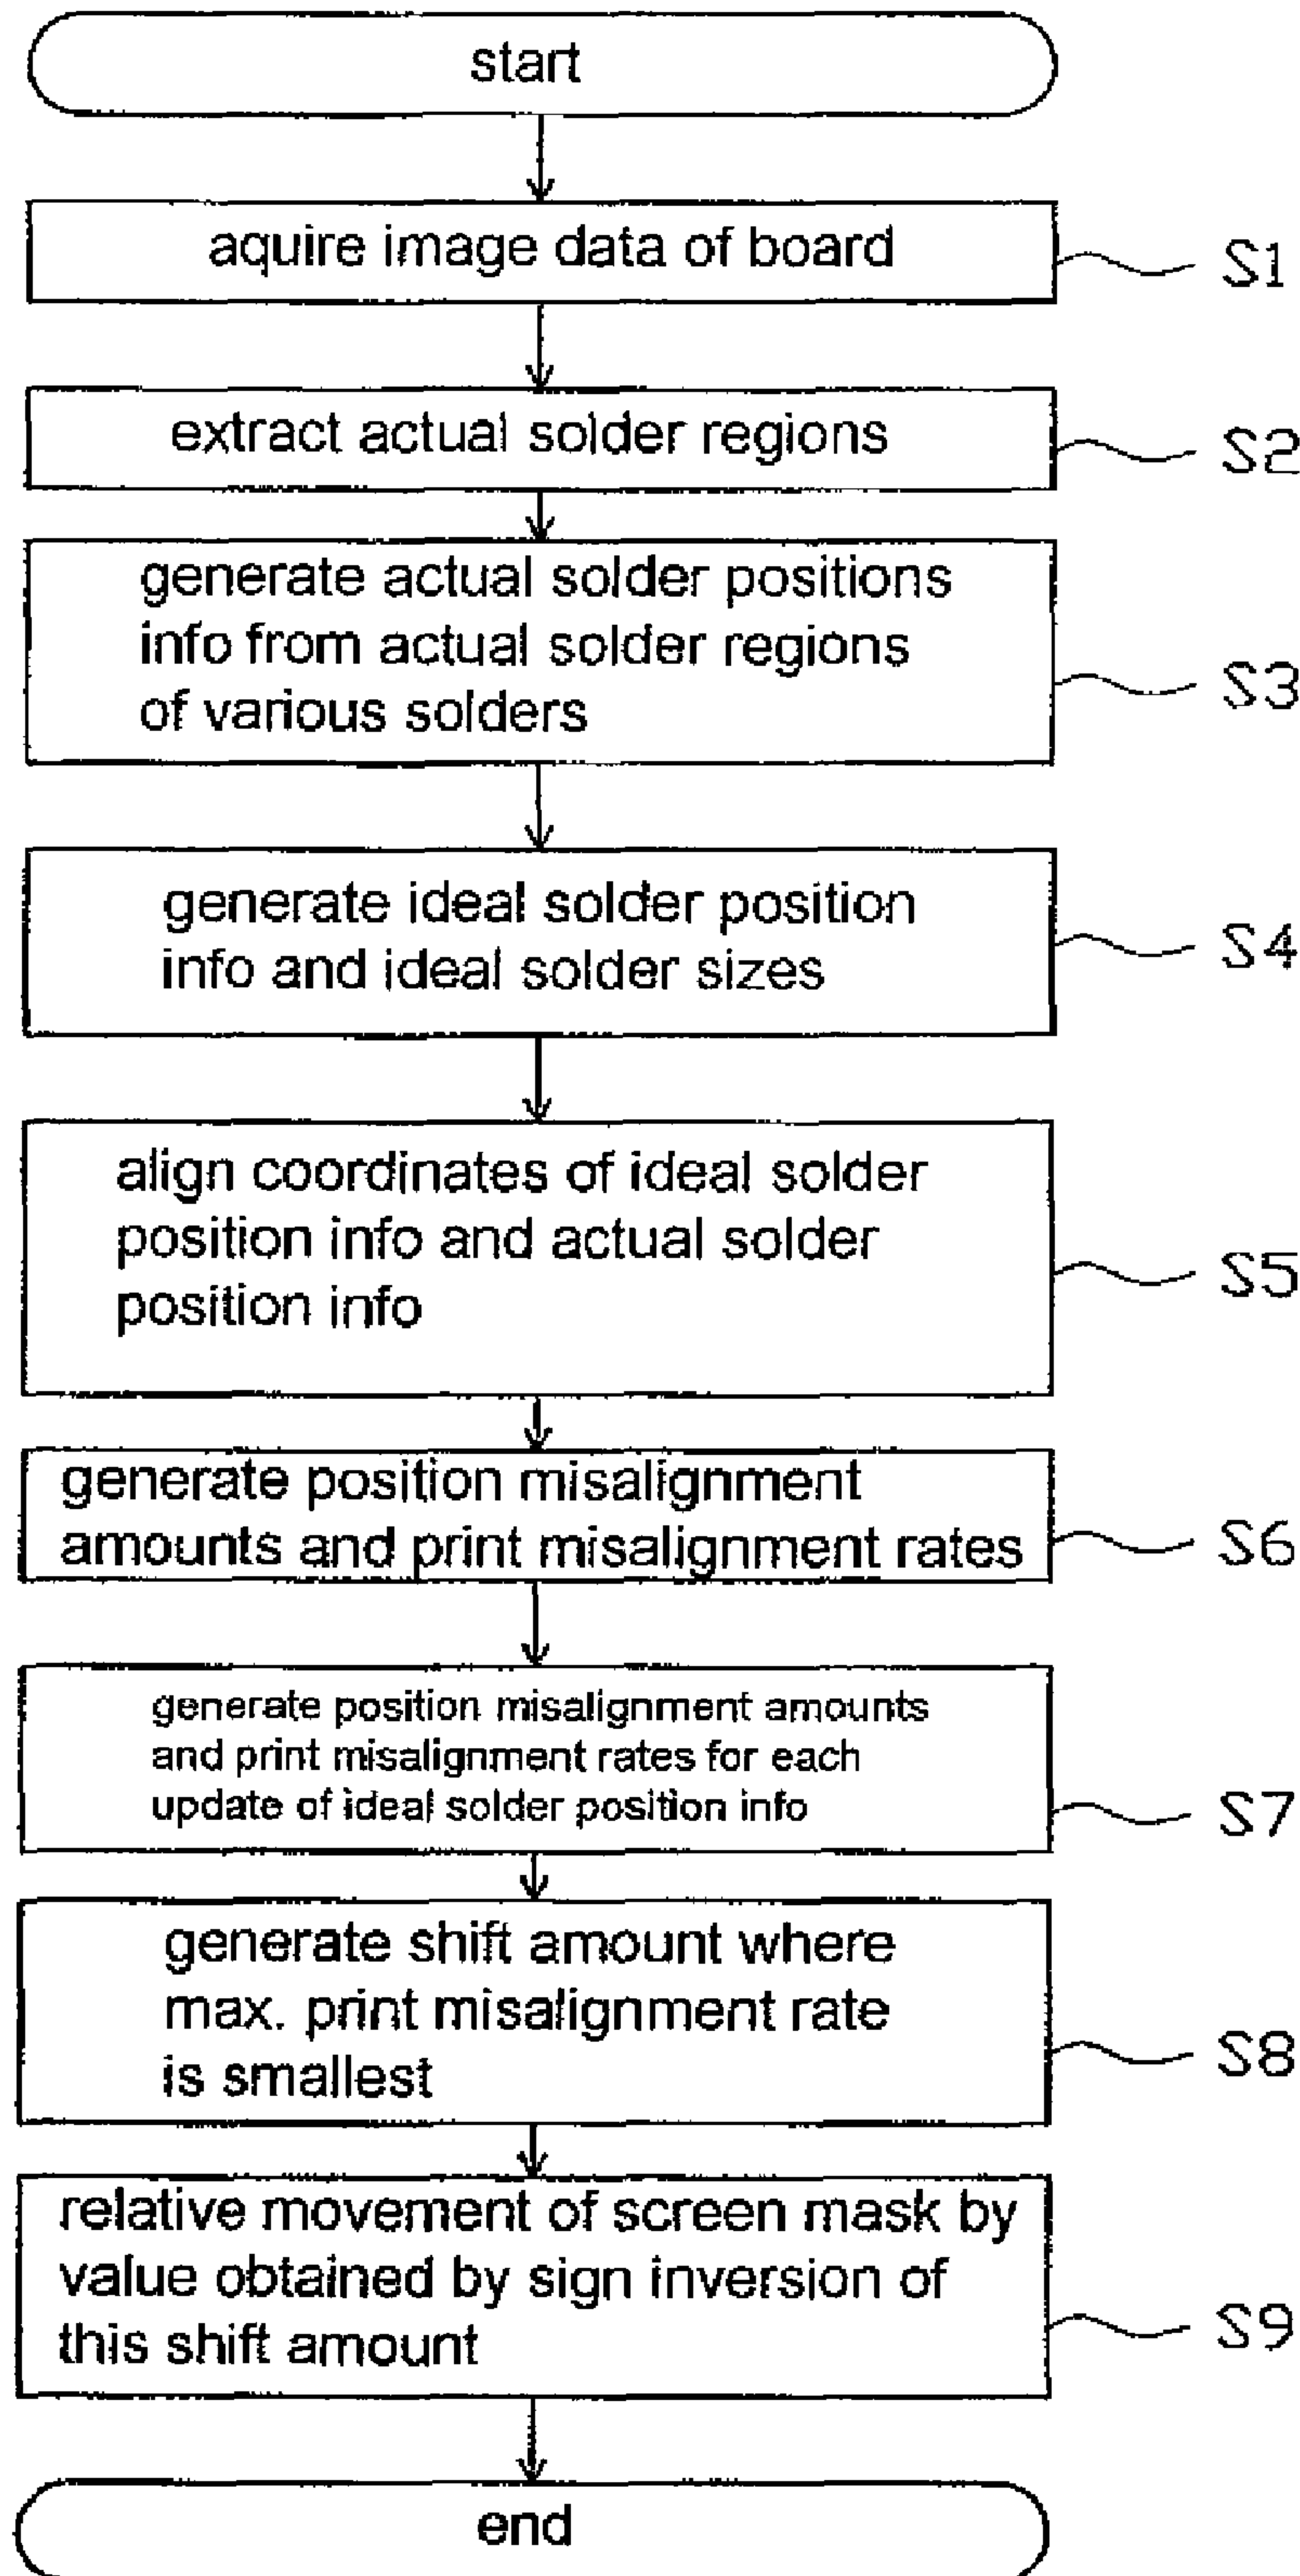 start
aquire image data of board
S1
extract actual solder regions
S2
generate actual solder positions
info from actual solder regions
of various solders
S3
generate ideal solder position
info and ideal solder sizes
S4
align coordinates of ideal solder
position info and actual solder
position info
S5
generate position misalignment
amounts and print misalignment rates
S6
generate position misalignment amounts
and print misalignment rates for each
update of ideal solder position info
S7
generate shift amount where
max. print misalignment rate
is smallest
S8
relative movement of screen mask by
value obtained by sign inversion of
this shift amount
S9
end